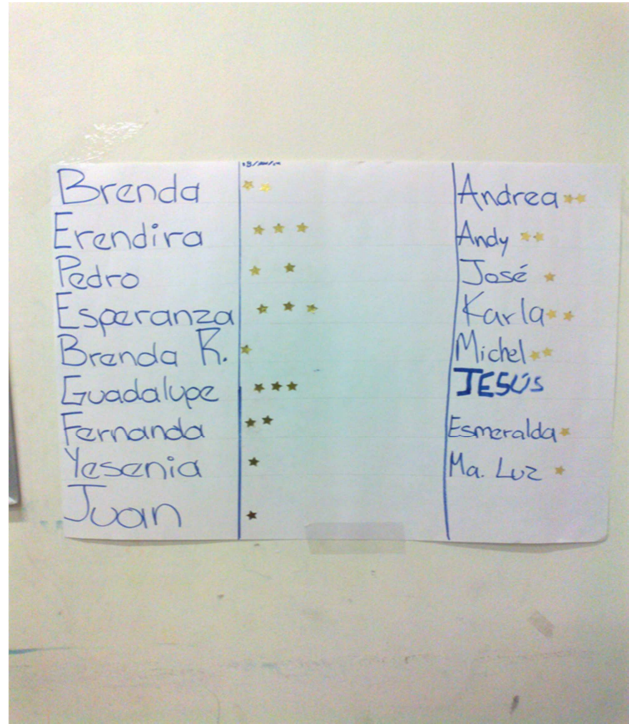 Brenda
Erendira
Pedro
Esperanza
Brenda R.
Guadalupe
Fernanda
Yesenia
Juan
Andrea
Andy
José
Karla
Michel
JESÚS
Esmeralda
Ma. Luz